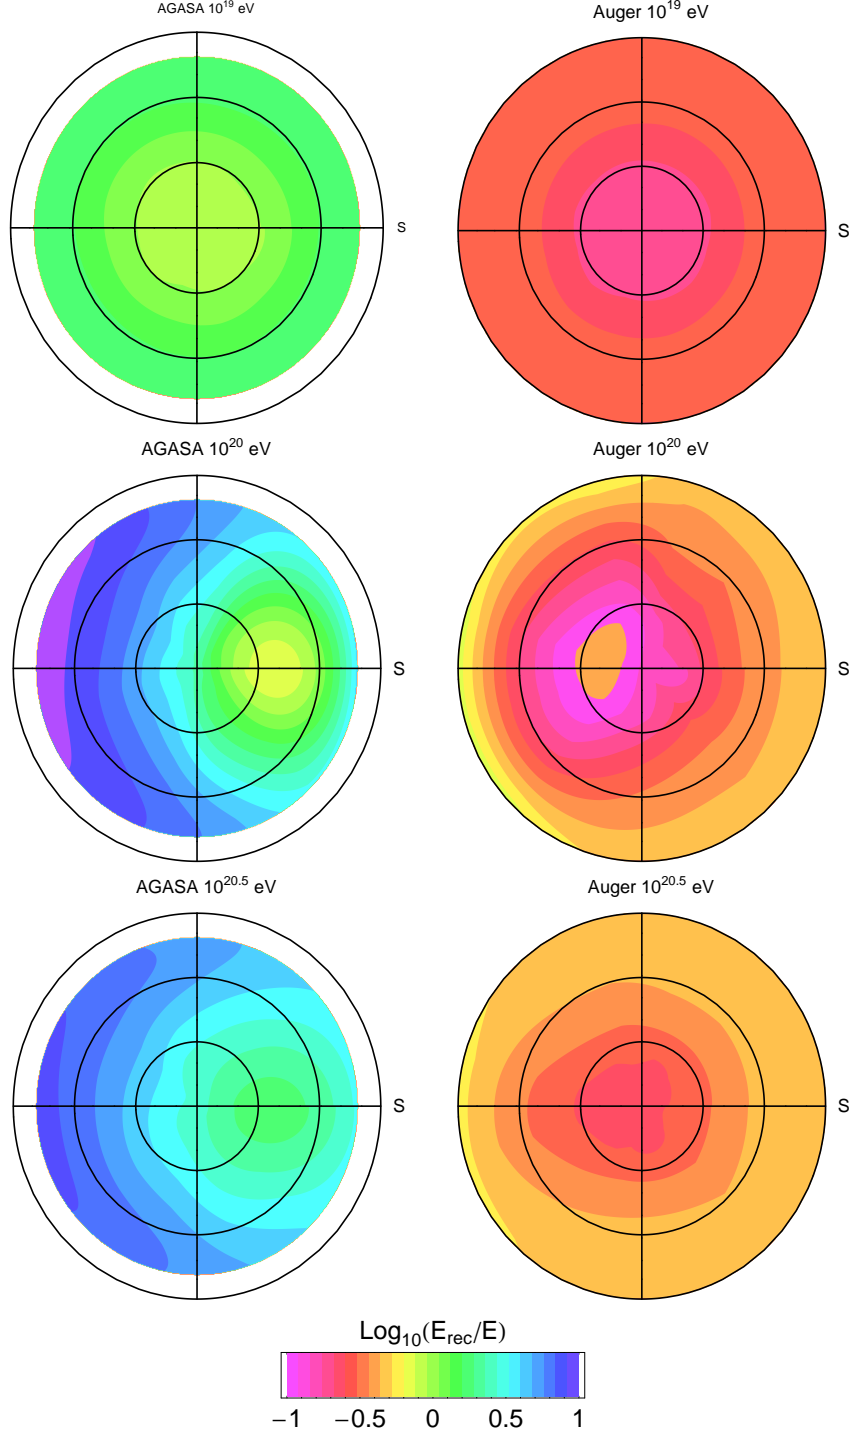 AGASA 10^19 eV
Auger 10^19 eV
S
S
AGASA 10^20 eV
Auger 10^20 eV
S
S
AGASA 10^20.5 eV
Auger 10^20.5 eV
S
S
Log₁₀(E_rec/E)
−1 −0.5 0 0.5 1